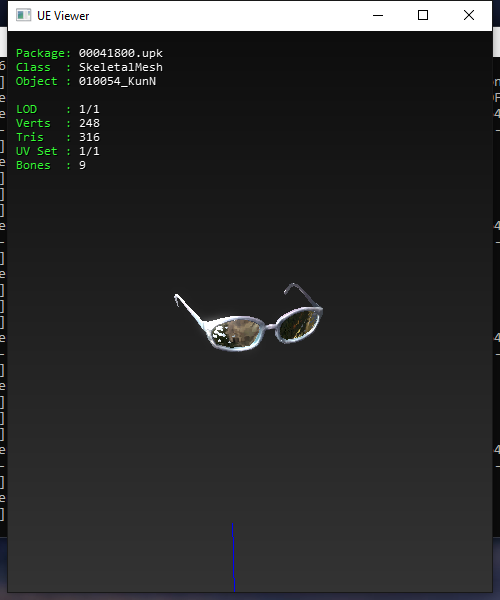 UE Viewer
Package: 00041800.upk
Class : SkeletalMesh
Object : 010054_KunN
LOD : 1/1
Verts : 248
Tris : 316
UV Set : 1/1
Bones : 9